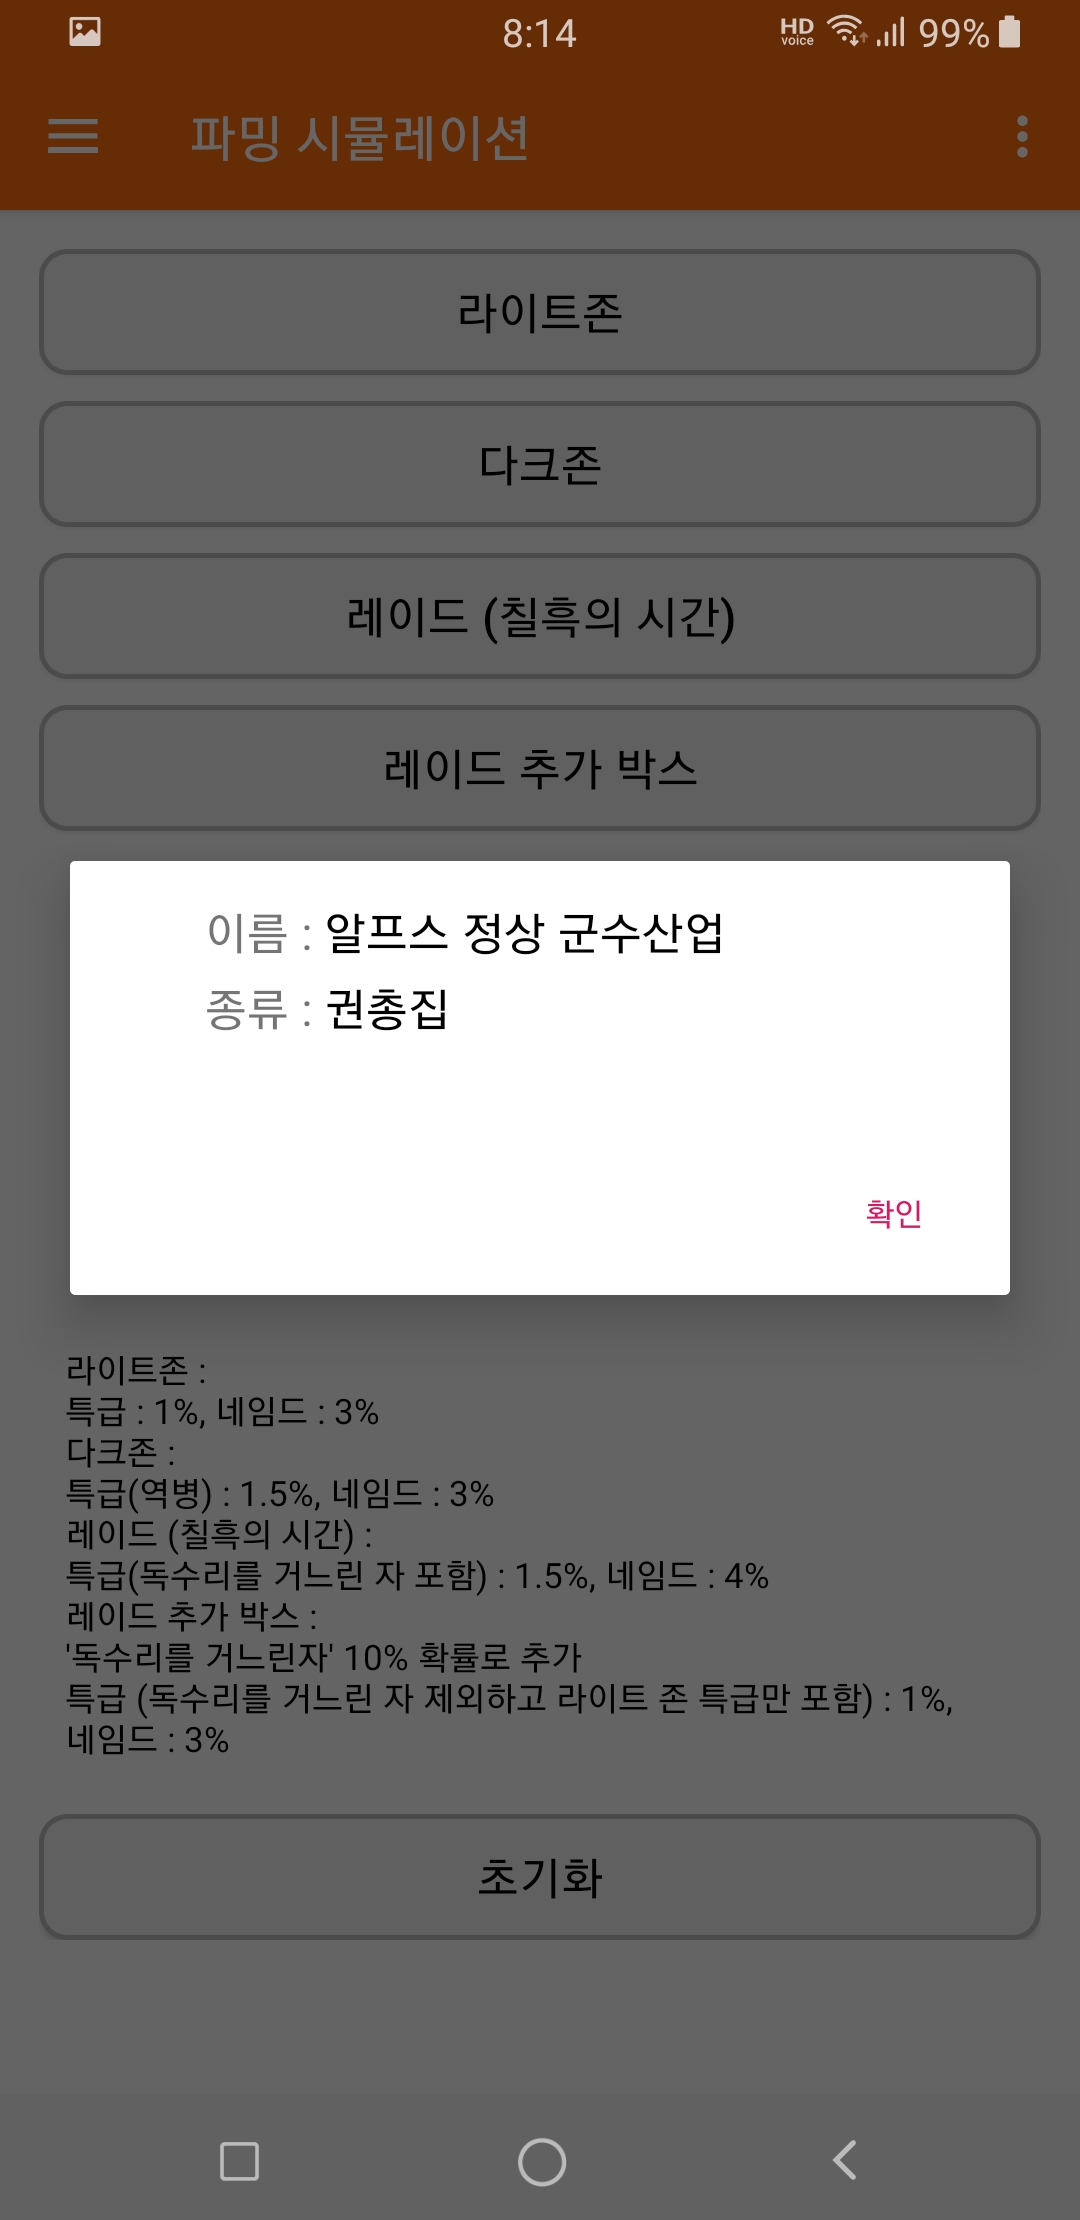 8:14 HD voice 99%
파밍 시뮬레이션
라이트존
다크존
레이드 (칠흑의 시간)
레이드 추가 박스
이름 : 알프스 정상 군수산업
종류 : 권총집
확인
라이트존 :
특급 : 1%, 네임드 : 3%
다크존 :
특급(역병) : 1.5%, 네임드 : 3%
레이드 (칠흑의 시간) :
특급(독수리를 거느린 자 포함) : 1.5%, 네임드 : 4%
레이드 추가 박스 :
'독수리를 거느린자' 10% 확률로 추가
특급 (독수리를 거느린 자 제외하고 라이트 존 특급만 포함) : 1%,
네임드 : 3%
초기화